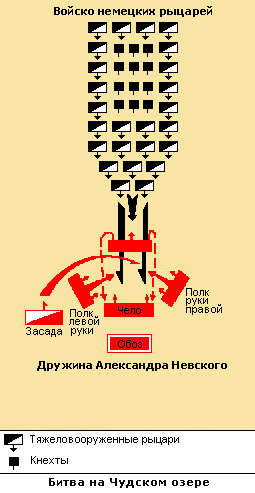 Войско немецких рыцарей
Полк
руки
правой
Чело
Полк
левой
руки
Засада
Обоз
Дружина Александра Невского
Тяжеловооруженные рыцари
Кнехты
Битва на Чудском озере